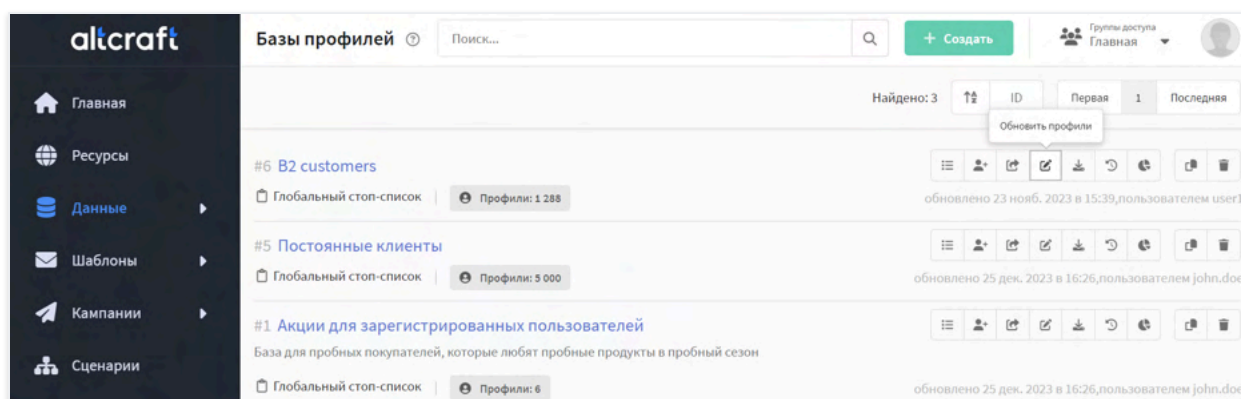 altcraft
Базы профилей
Поиск...
+ Создать
Группы доступа
Главная
Главная
Ресурсы
Данные
Шаблоны
Кампании
Сценарии
Найдено: 3
ID
Первая 1 Последняя
Обновить профили
#6 B2 customers
Глобальный стоп-список
Профили: 1 288
обновлено 23 нояб. 2023 в 15:39,пользователем user1
#5 Постоянные клиенты
Глобальный стоп-список
Профили: 5 000
обновлено 25 дек. 2023 в 16:26,пользователем john.doe
#1 Акции для зарегистрированных пользователей
База для пробных покупателей, которые любят пробные продукты в пробный сезон
Глобальный стоп-список
Профили: 6
обновлено 25 дек. 2023 в 16:26,пользователем john.doe